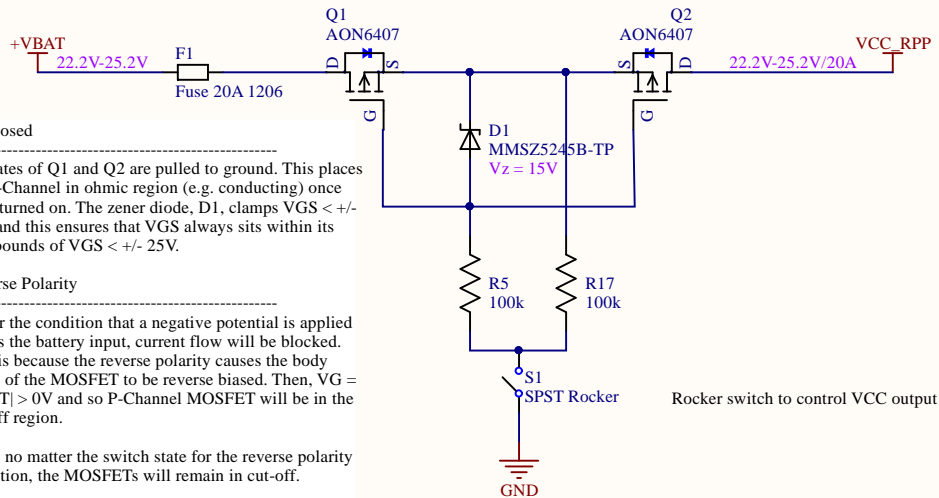 Q1
AON6407
Q2
AON6407
+VBAT
22.2V-25.2V
F1
Fuse 20A 1206
D
S
G
S
D
G
22.2V-25.2V/20A
VCC_RPP
D1
MMSZ5245B-TP
Vz = 15V
R5
100k
R17
100k
S1
SPST Rocker
GND
Rocker switch to control VCC output
osed
---------------------------------------------------
ates of Q1 and Q2 are pulled to ground. This places
-Channel in ohmic region (e.g. conducting) once
turned on. The zener diode, D1, clamps VGS < +/-
and this ensures that VGS always sits within its
ounds of VGS < +/- 25V.
se Polarity
---------------------------------------------------
r the condition that a negative potential is applied
s the battery input, current flow will be blocked.
is because the reverse polarity causes the body
of the MOSFET to be reverse biased. Then, VG =
T| > 0V and so P-Channel MOSFET will be in the
ff region.
no matter the switch state for the reverse polarity
tion, the MOSFETs will remain in cut-off.